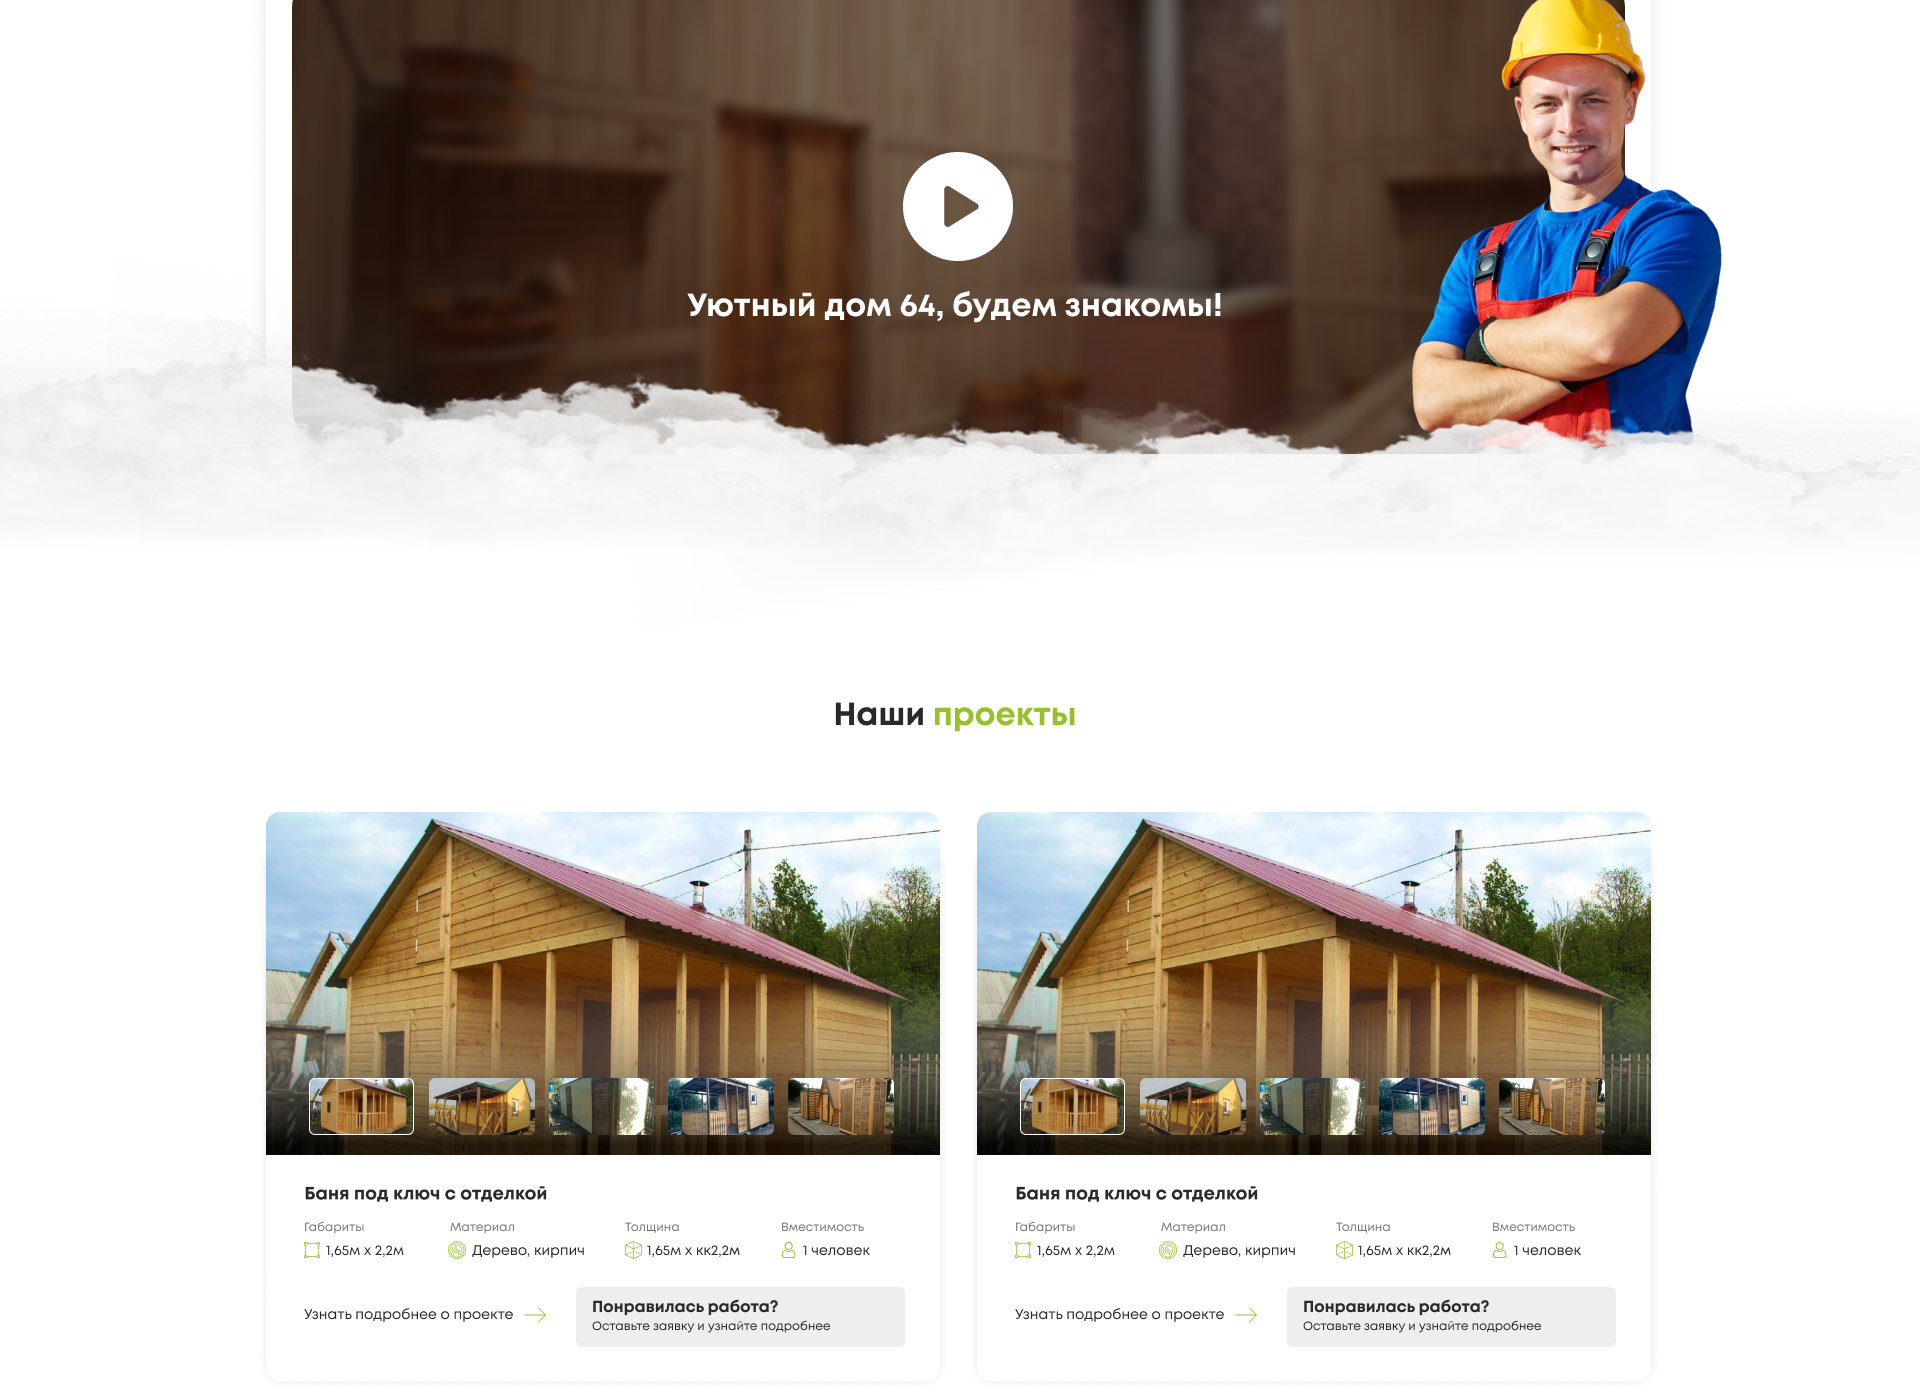 Уютный дом 64, будем знакомы!
Наши проекты
Баня под ключ с отделкой
Габариты Материал Толщина Вместимость
1,65м х 2,2м Дерево, кирпич 1,65м х кк2,2м 1 человек
Узнать подробнее о проекте
Понравилась работа?
Оставьте заявку и узнайте подробнее
Баня под ключ с отделкой
Габариты Материал Толщина Вместимость
1,65м х 2,2м Дерево, кирпич 1,65м х кк2,2м 1 человек
Узнать подробнее о проекте
Понравилась работа?
Оставьте заявку и узнайте подробнее